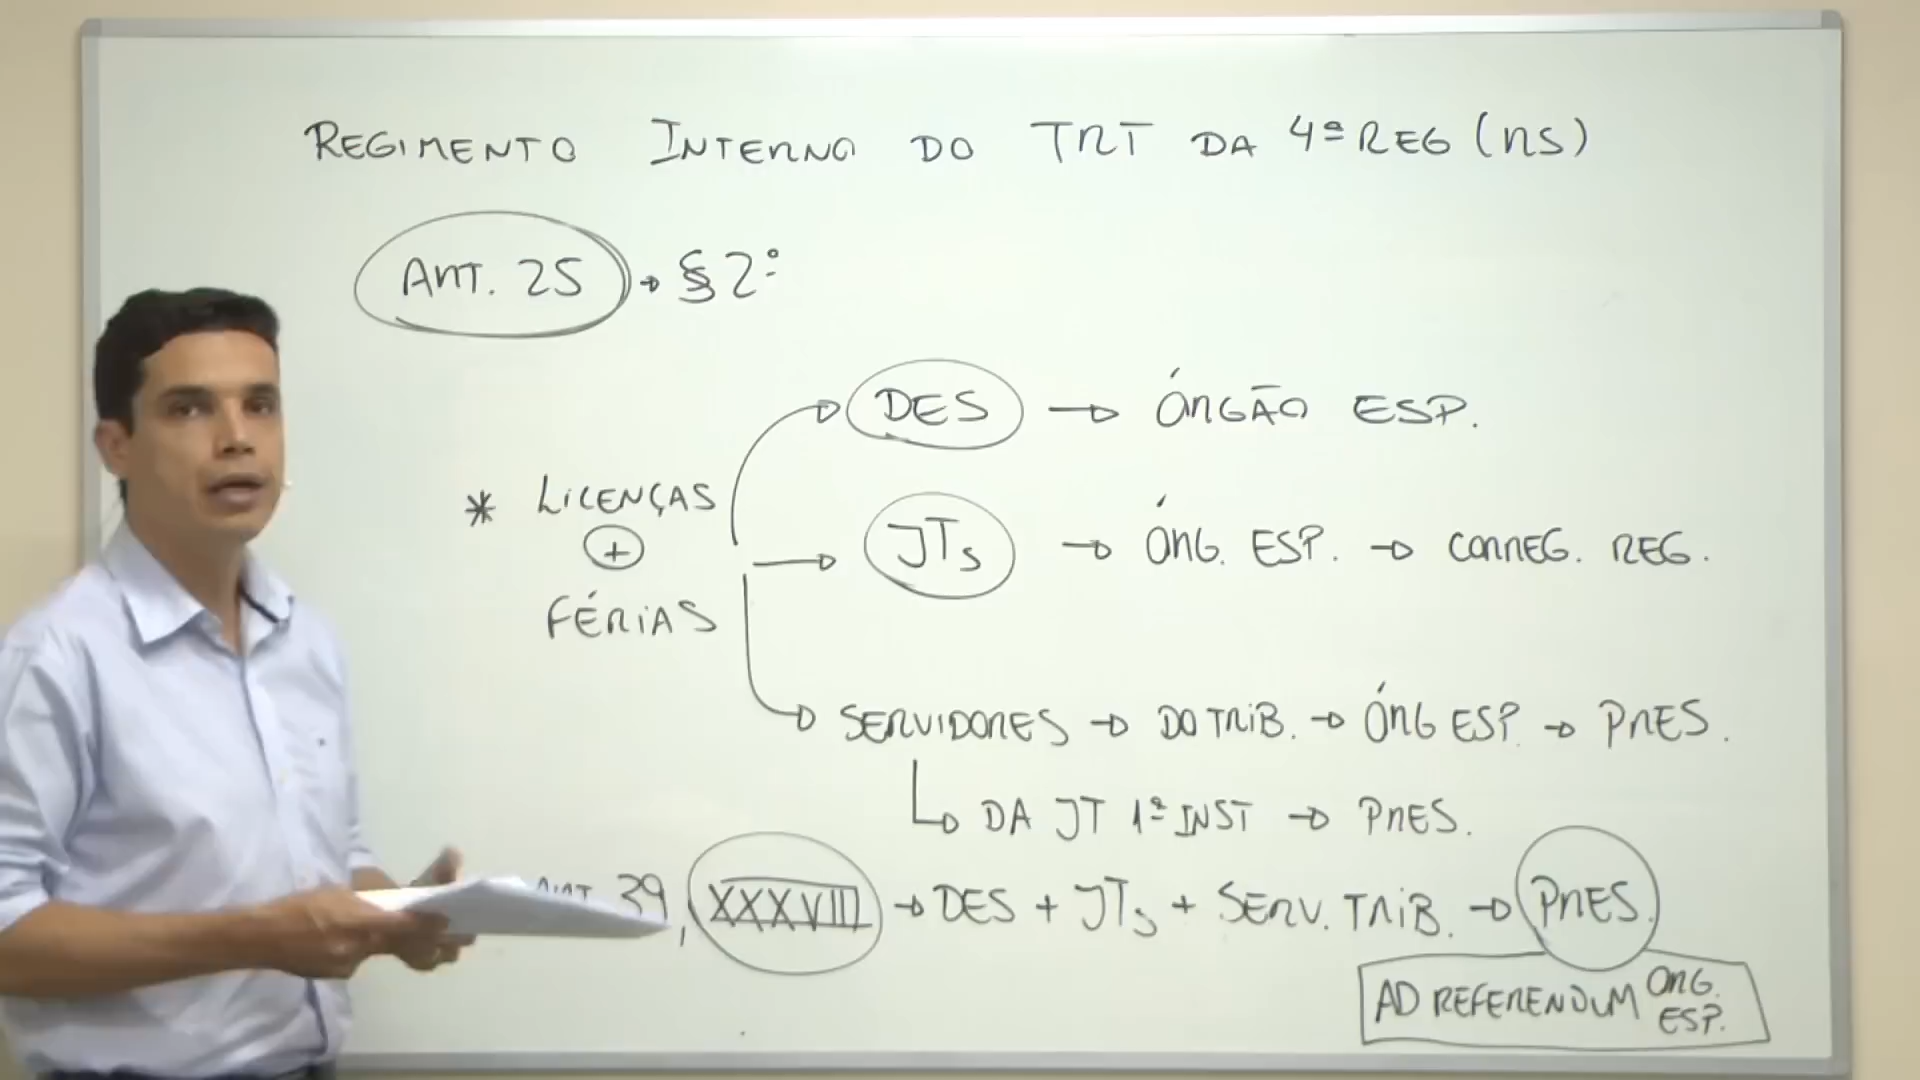 REGIMENTO INTERNO DO TRT DA 4ª REG (RS)
ART. 25 → § 2º
DES → ÓRGÃO ESP.
* LICENÇAS
+
FÉRIAS
JTs → ÓRG. ESP. → CORREG. REG.
SERVIDORES → DO TRIB. → ÓRG ESP. → PRES.
DA JT 1ª INST → PRES.
ART. 39, XXXVIII → DES + JTs + SERV. TRIB. → PRES.
AD REFERENDUM ORG. ESP.